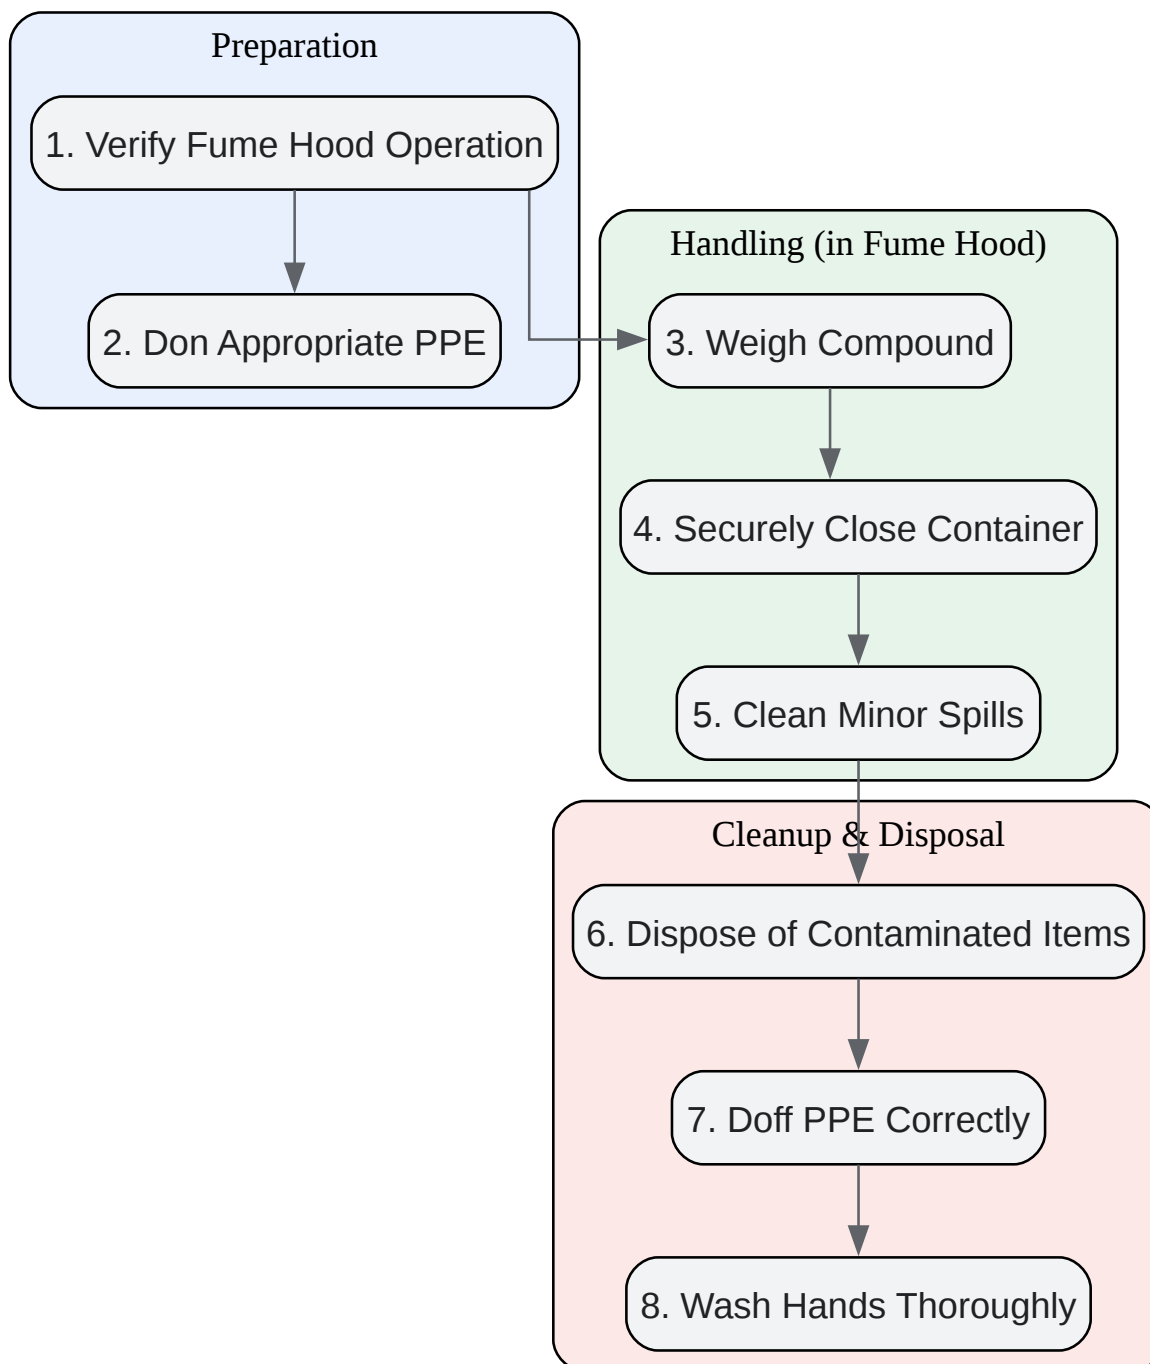 Preparation
1. Verify Fume Hood Operation
2. Don Appropriate PPE
Handling (in Fume Hood)
3. Weigh Compound
4. Securely Close Container
5. Clean Minor Spills
Cleanup & Disposal
6. Dispose of Contaminated Items
7. Doff PPE Correctly
8. Wash Hands Thoroughly